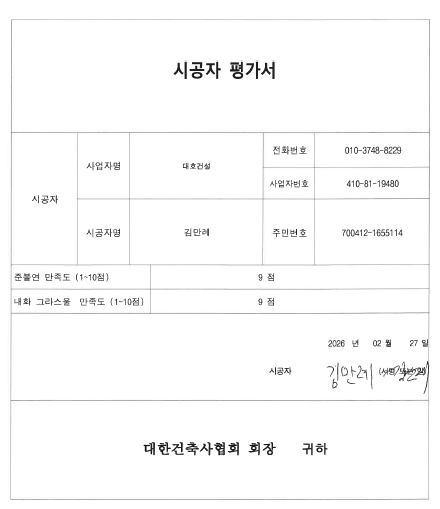 시공자 평가서
시공자
사업자명
대호건설
전화번호
010-3748-8229
사업자번호
410-81-19480
시공자명
김만례
주민번호
700412-1655114
준불연 만족도 (1~10점)
9 점
내화 그라스울 만족도 (1-10점)
9 점
2026 년 02 월 27 일
시공자
김만례
대한건축사협회 회장 귀하